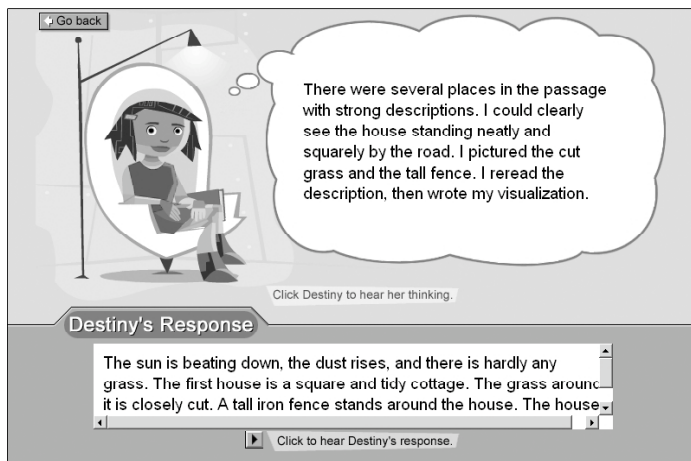 Go back
There were several places in the passage
with strong descriptions. I could clearly
see the house standing neatly and
squarely by the road. I pictured the cut
grass and the tall fence. I reread the
description, then wrote my visualization.
Click Destiny to hear her thinking.
Destiny's Response
The sun is beating down, the dust rises, and there is hardly any
grass. The first house is a square and tidy cottage. The grass around
it is closely cut. A tall iron fence stands around the house. The house
Click to hear Destiny's response.